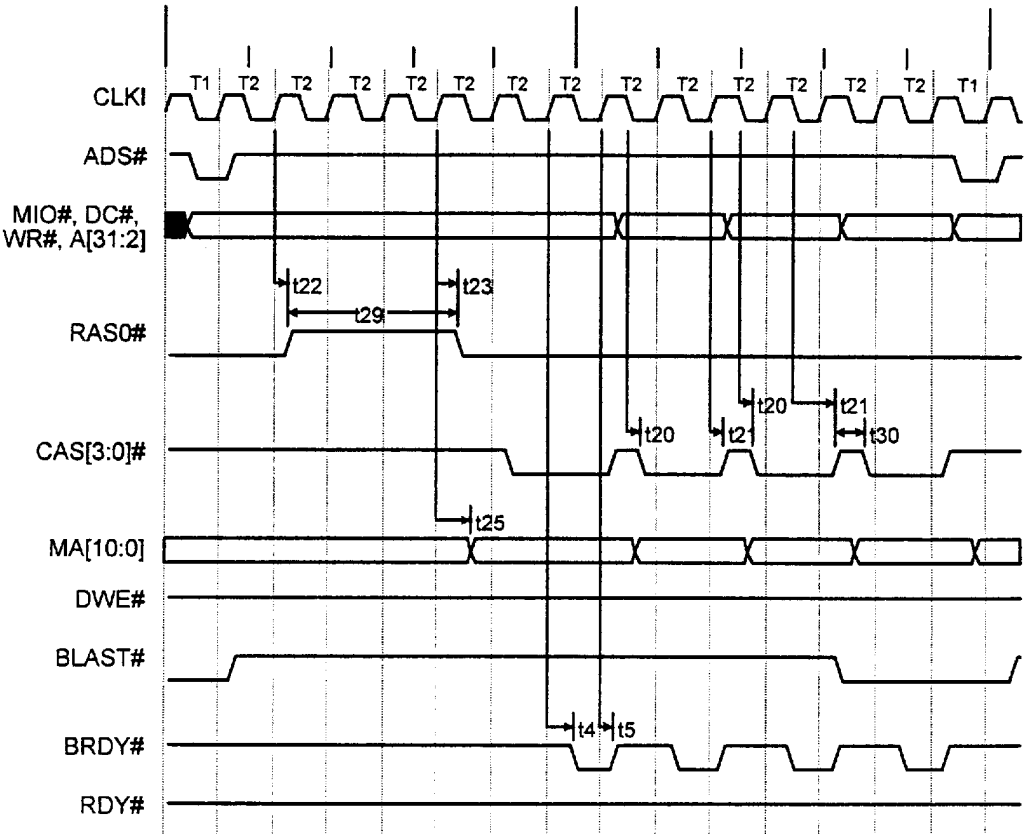 T1 T2 T2 T2 T2 T2 T2 T2 T2 T2 T2 T2 T2 T2 T1
CLKI
ADS#
MIO#, DC#,
WR#, A[31:2]
t22 t23
t29
RAS0#
t20 t21
t20 t21 t30
CAS[3:0]#
t25
MA[10:0]
DWE#
BLAST#
t4 t5
BRDY#
RDY#